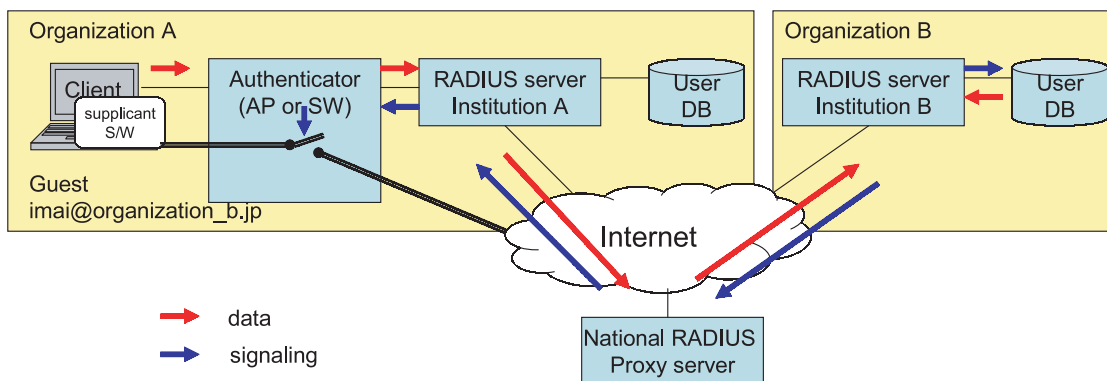 Organization A
Client
supplicant
S/W
Authenticator
(AP or SW)
RADIUS server
Institution A
User
DB
Guest
imai@organization_b.jp
Organization B
RADIUS server
Institution B
User
DB
Internet
National RADIUS
Proxy server
data
signaling